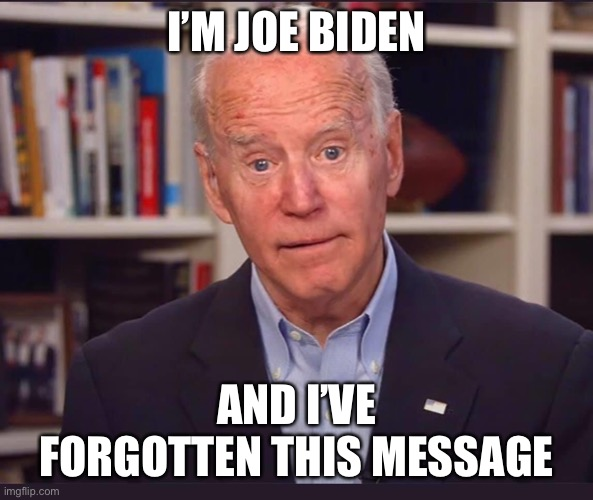 I’M JOE BIDEN
AND I’VE
FORGOTTEN THIS MESSAGE
imgflip.com